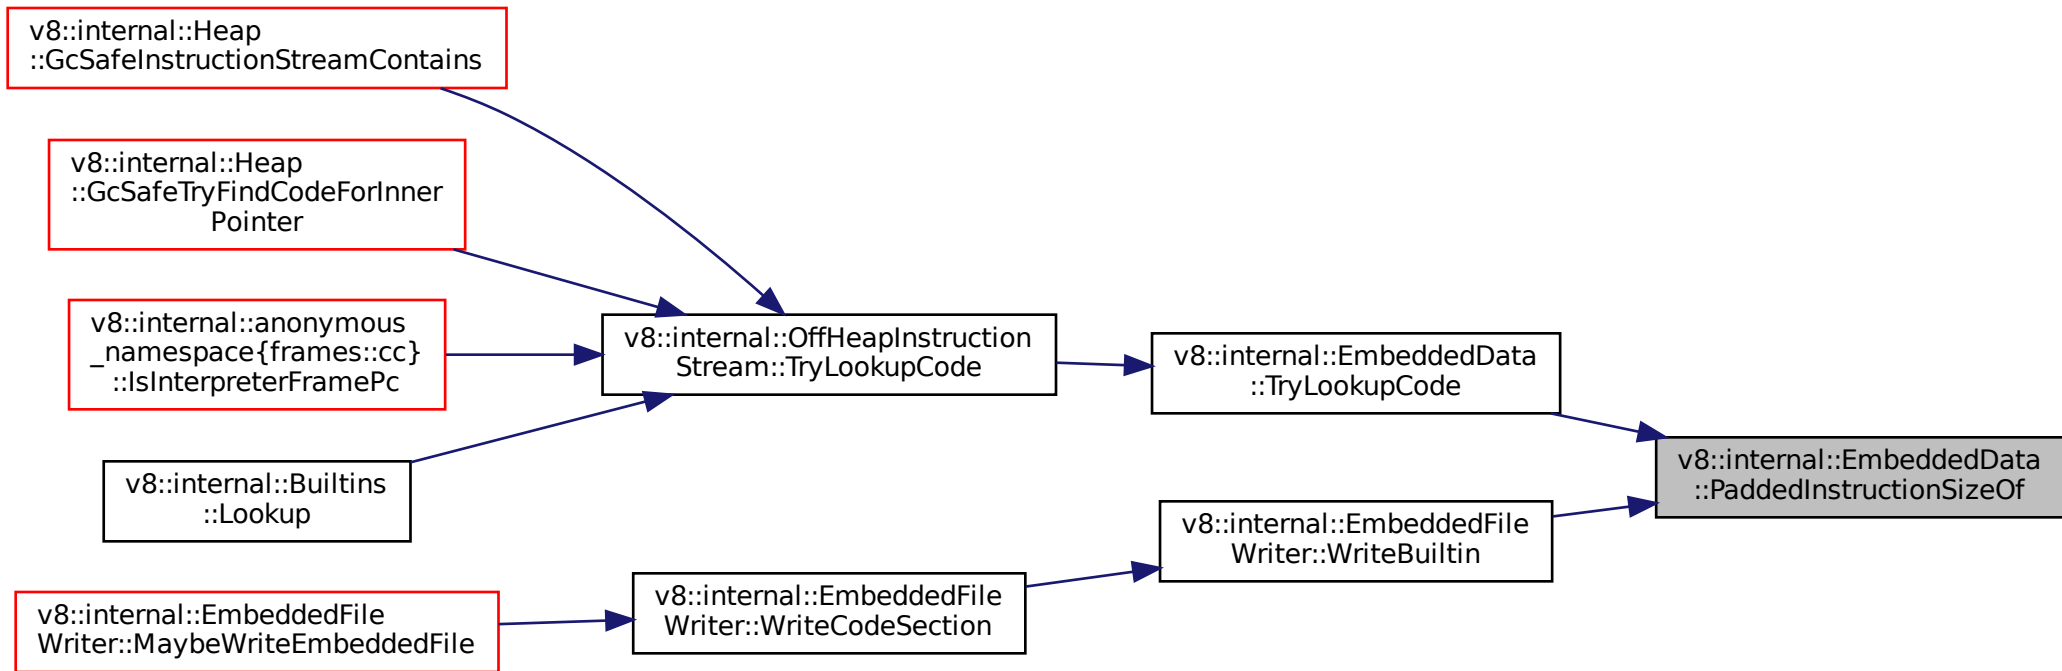 v8::internal::Heap
::GcSafeInstructionStreamContains
v8::internal::Heap
::GcSafeTryFindCodeForInner
Pointer
v8::internal::anonymous
_namespace{frames::cc}
::IsInterpreterFramePc
v8::internal::Builtins
::Lookup
v8::internal::EmbeddedFile
Writer::MaybeWriteEmbeddedFile
v8::internal::OffHeapInstruction
Stream::TryLookupCode
v8::internal::EmbeddedFile
Writer::WriteCodeSection
v8::internal::EmbeddedData
::TryLookupCode
v8::internal::EmbeddedFile
Writer::WriteBuiltin
v8::internal::EmbeddedData
::PaddedInstructionSizeOf